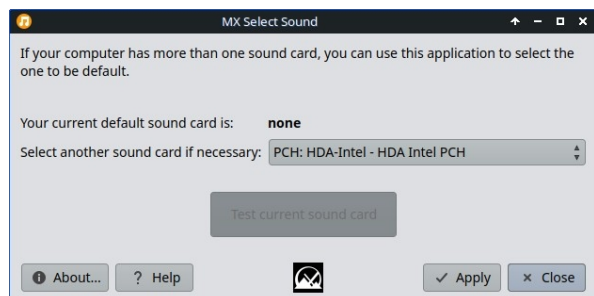 MX Select Sound
If your computer has more than one sound card, you can use this application to select the
one to be default.
Your current default sound card is: none
Select another sound card if necessary: PCH: HDA-Intel - HDA Intel PCH
Test current sound card
About... ? Help Apply Close